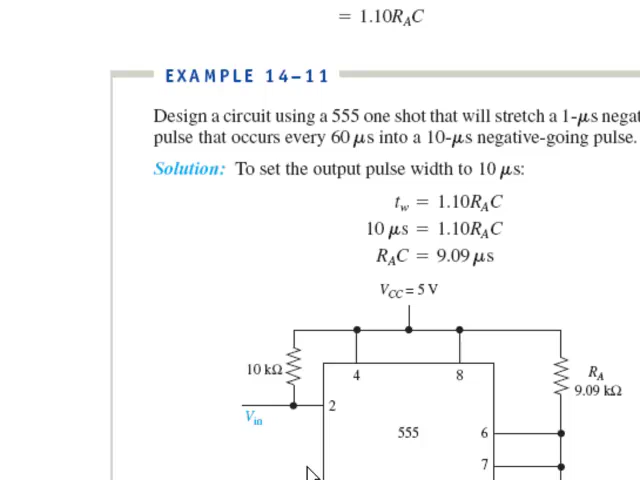 = 1.10R_AC
EXAMPLE 14–11
Design a circuit using a 555 one shot that will stretch a 1-μs negat
pulse that occurs every 60 μs into a 10-μs negative-going pulse.
Solution: To set the output pulse width to 10 μs:
t_w = 1.10R_AC
10 μs = 1.10R_AC
R_AC = 9.09 μs
V_CC = 5 V
10 kΩ
4
8
R_A
9.09 kΩ
2
V_in
555
6
7